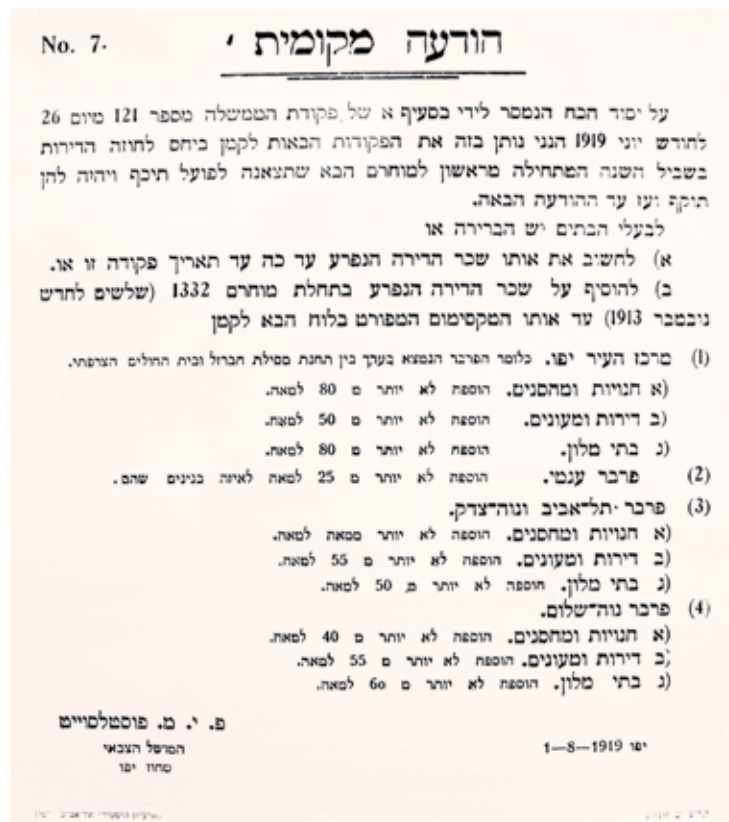 No. 7.
הודעה מקומית
על יסוד הכח הנמסר לידי בסעיף א של פקודת הממשלה מספר 121 מיום 26
לחודש יוני 1919 הנני נותן בזה את הפקודות הבאות לקמן ביחס לחוזה הדירות
בשביל השנה המתחילה מראשון למוחרם הבא שתצאנה לפועל תיכף ויהיה להן
תוקף ועז עד ההודעה הבאה.
לבעלי הבתים יש הברירה או
א) לחשוב את אותו שכר הדירה הנפרע עד כה עד תאריך פקודה זו או.
ב) להוסיף על שכר הדירה הנפרע בתחלת מוחרם 1332 (שלשים לחדש
נובמבר 1913) עד אותו המקסימום המפורט בלוח הבא לקמן
(1) מרכז העיר יפו. כלומר הפרבר הנמצא בערך בין תחנת מסילת הברזל ובית החולים הצרפתי.
א) חנויות ומחסנים. הוספה לא יותר מ 80 למאה.
ב) דירות ומעונים. הוספה לא יותר מ 50 למאה.
ג) בתי מלון. הוספה לא יותר מ 80 למאה.
(2) פרבר עגמי. הוספה לא יותר מ 25 למאה לאיזה בנינים שהם.
(3) פרבר תל־אביב ונוה־צדק.
א) חנויות ומחסנים. הוספה לא יותר ממאה למאה.
ב) דירות ומעונים. הוספה לא יותר מ 55 למאה.
ג) בתי מלון. הוספה לא יותר מ 50 למאה.
(4) פרבר נוה־שלום.
א) חנויות ומחסנים. הוספה לא יותר מ 40 למאה.
ב) דירות ומעונים. הוספה לא יותר מ 55 למאה.
ג) בתי מלון. הוספה לא יותר מ 60 למאה.
פ. י. מ. פוסטלסוייט
המושל הצבאי
מחוז יפו
יפו 1919—8—1